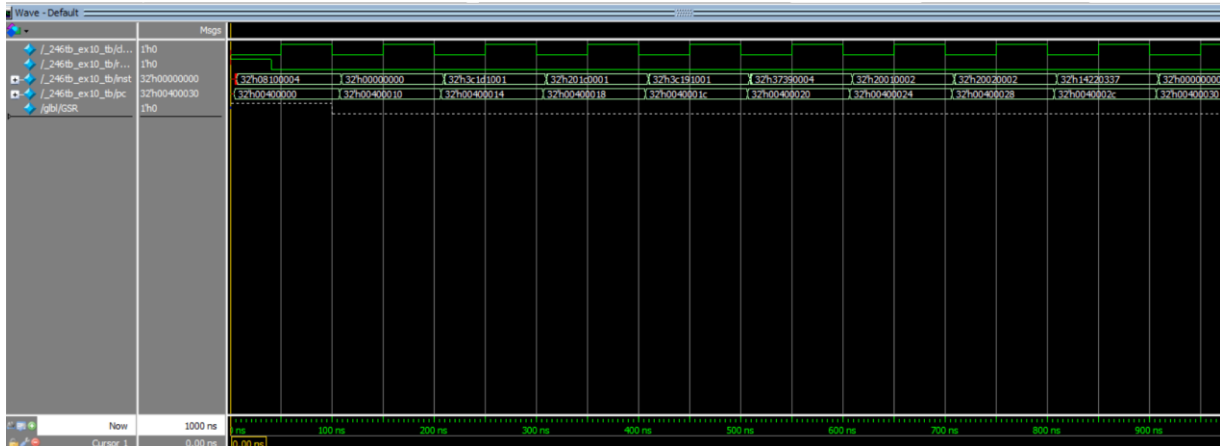 Wave - Default
Msgs
/_246tb_ex10_tb/cl... 1'h0
/_246tb_ex10_tb/r... 1'h0
/_246tb_ex10_tb/inst 32'h00000000 32'h08100004 32'h00000000 32'h3c1d1001 32'h201c0001 32'h3c191001 32'h37390004 32'h20010002 32'h20020002 32'h14220337 32'h00000000
/_246tb_ex10_tb/pc 32'h00400030 32'h00400000 32'h00400010 32'h00400014 32'h00400018 32'h0040001c 32'h00400020 32'h00400024 32'h00400028 32'h0040002c 32'h00400030
/glbl/GSR 1'h0
Now 1000 ns ns 100 ns 200 ns 300 ns 400 ns 500 ns 600 ns 700 ns 800 ns 900 ns
Cursor 1 0.00 ns 0.00 ns